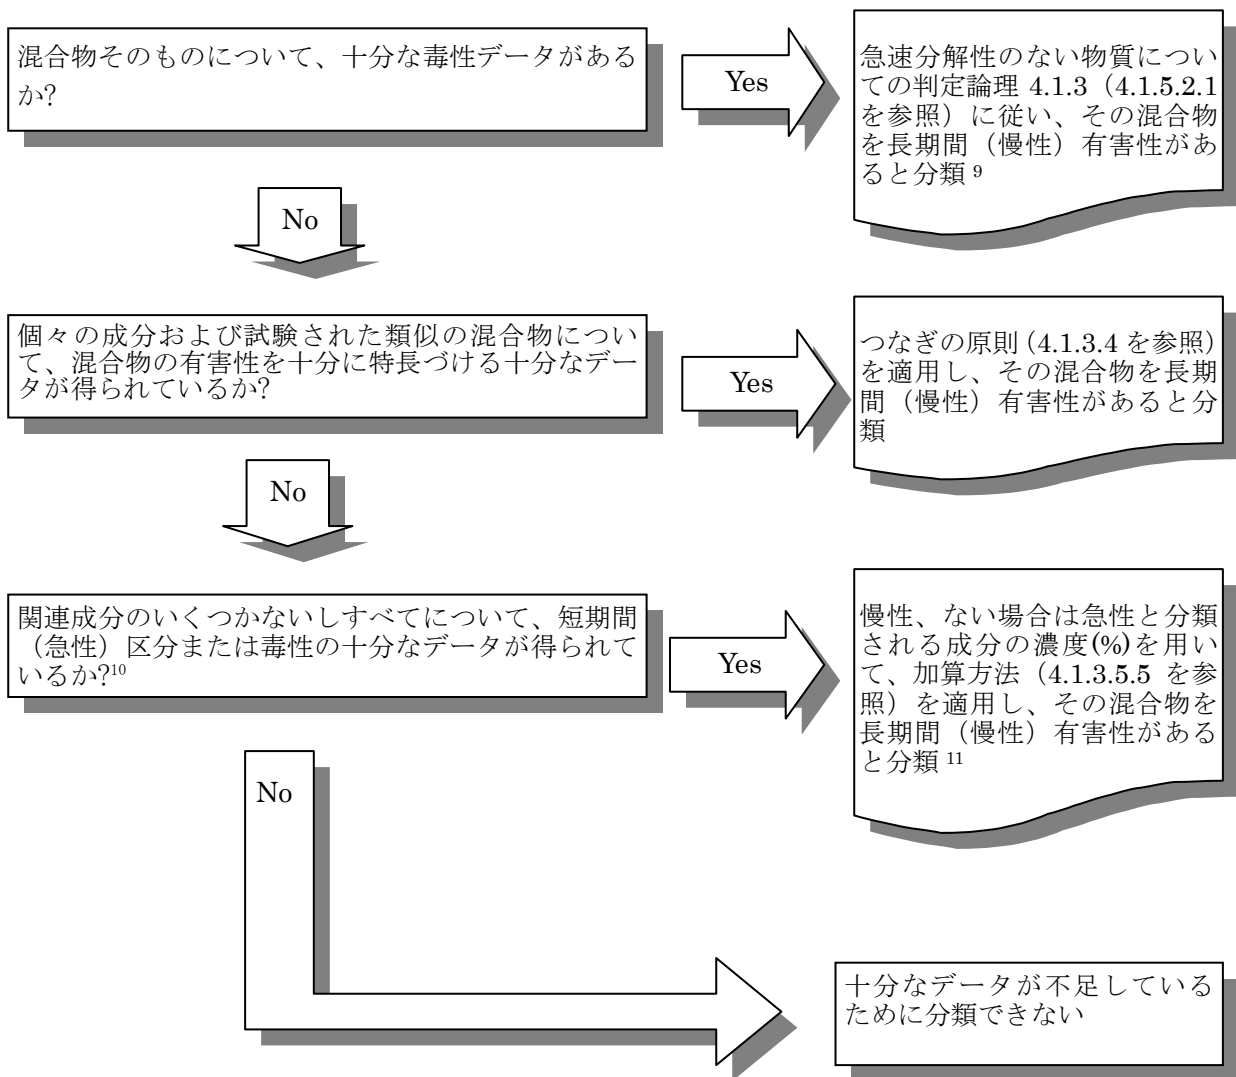 混合物そのものについて、十分な毒性データがある
か?
Yes
急速分解性のない物質につい
ての判定論理 4.1.3（4.1.5.2.1
を参照）に従い、その混合物
を長期間（慢性）有害性があ
ると分類 9
No
個々の成分および試験された類似の混合物につい
て、混合物の有害性を十分に特長づける十分なデー
タが得られているか?
Yes
つなぎの原則 (4.1.3.4 を参照)
を適用し、その混合物を長期
間（慢性）有害性があると分
類
No
関連成分のいくつかないしすべてについて、短期間
（急性）区分または毒性の十分なデータが得られて
いるか?10
Yes
慢性、ない場合は急性と分類
される成分の濃度(%)を用い
て、加算方法（4.1.3.5.5 を参
照）を適用し、その混合物を
長期間（慢性）有害性がある
と分類 11
No
十分なデータが不足している
ために分類できない